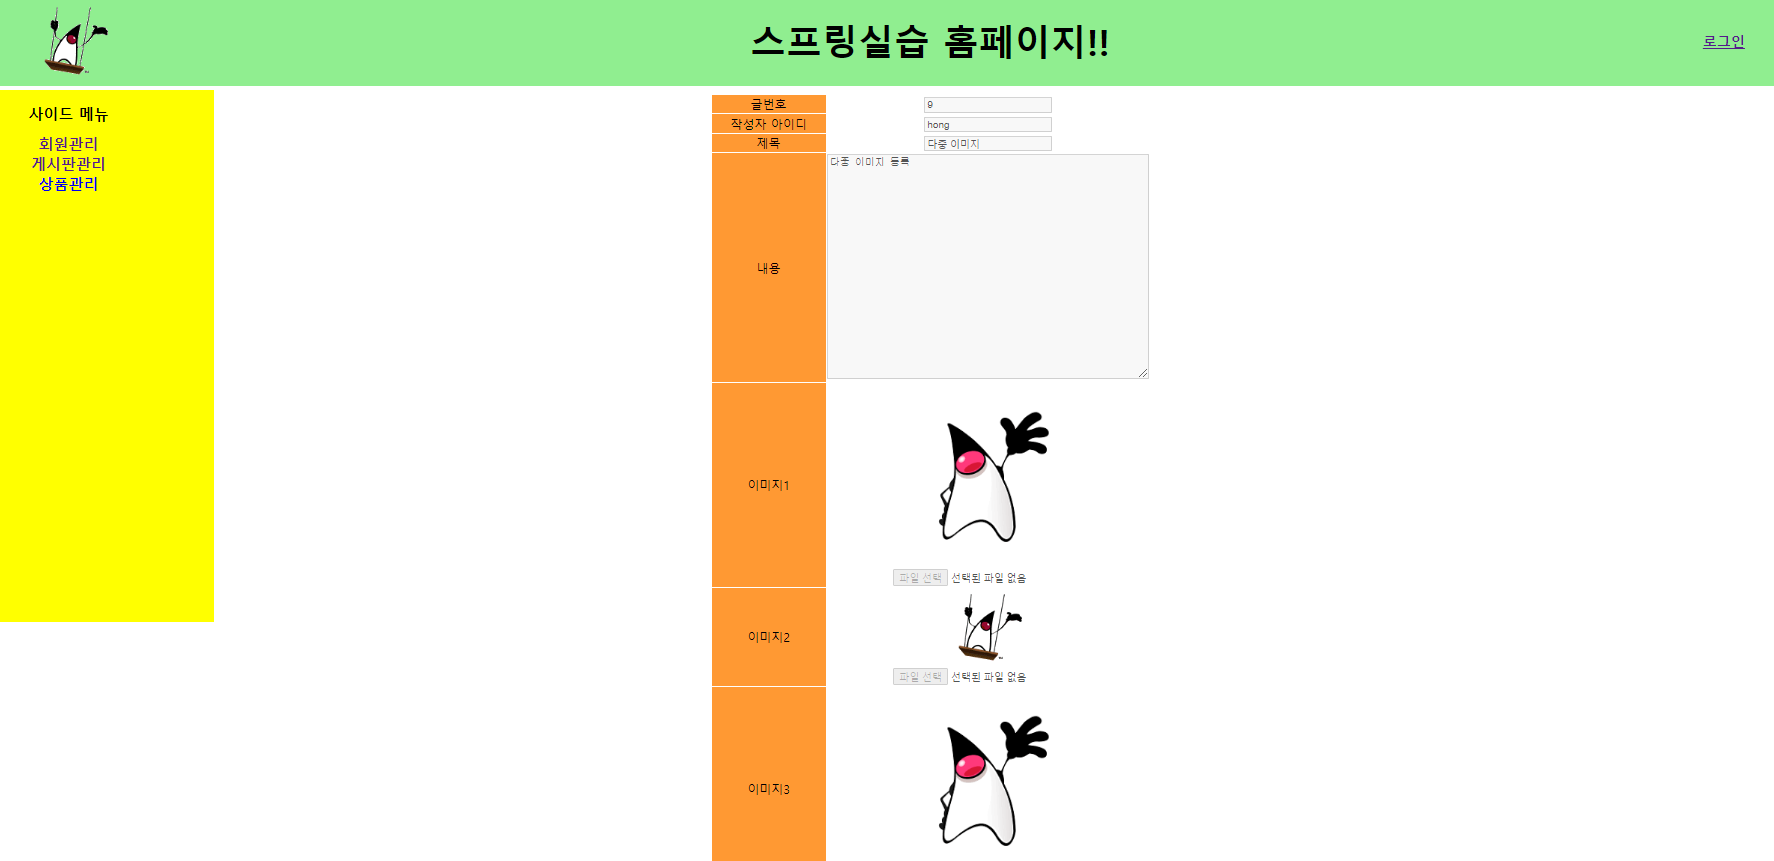 스프링실습 홈페이지!!
로그인
사이드 메뉴
회원관리
게시판관리
상품관리
글번호 9
작성자 아이디 hong
제목 다중 이미지
내용 다중 이미지 등록
이미지1
파일 선택 선택된 파일 없음
이미지2
파일 선택 선택된 파일 없음
이미지3